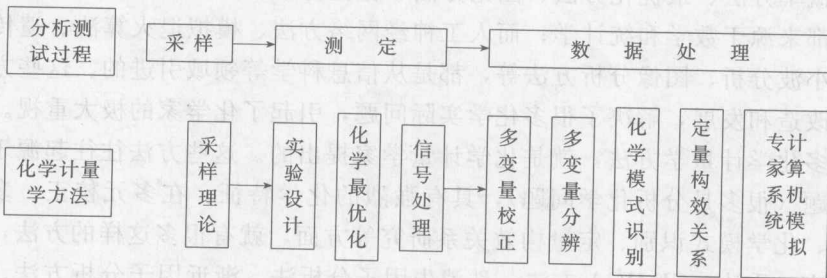 分析测
试过程
采样
测 定
数 据 处 理
化学计量
学方法
采样理论
实验设计
化学最优化
信号处理
多变量校正
多变量分辨
化学模式识别
定量构效关系
计算机模拟
专家系统